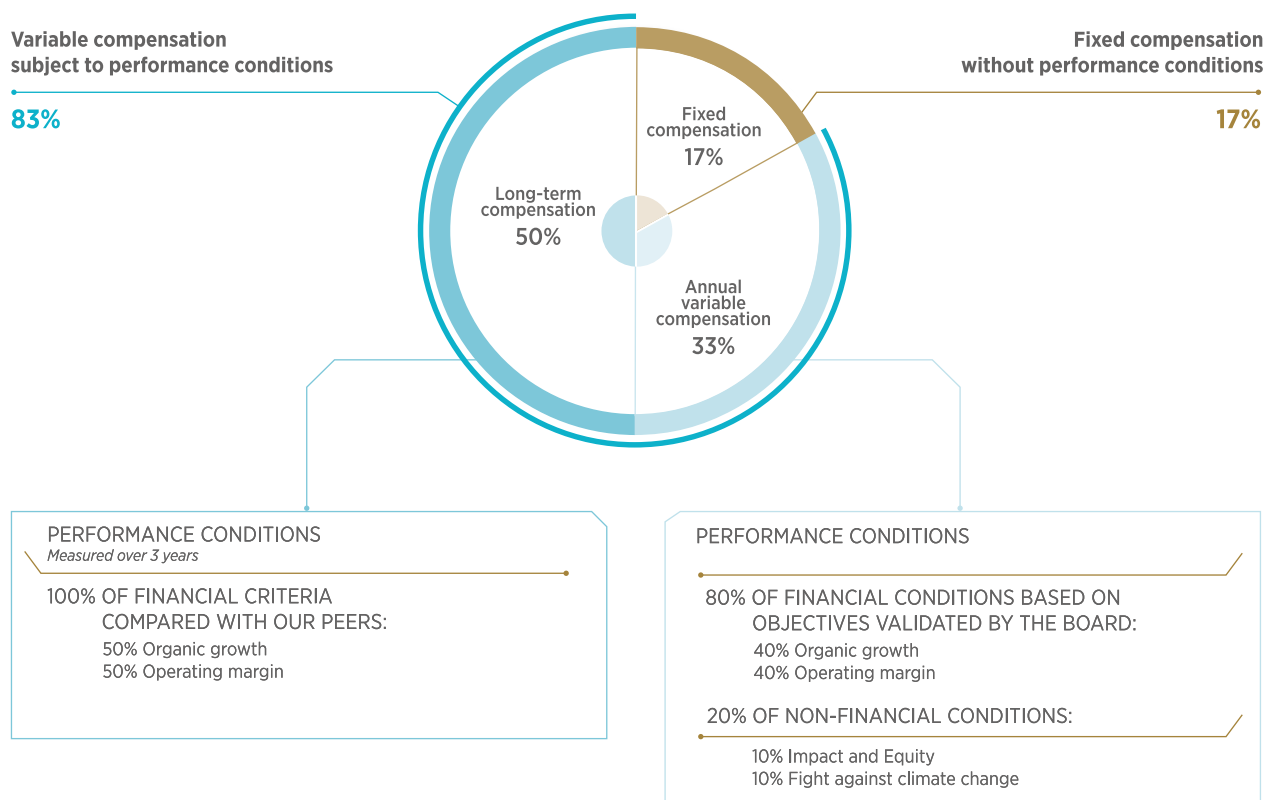 Variable compensation
subject to performance conditions
83%
Fixed compensation
without performance conditions
17%
Fixed
compensation
17%
Long-term
compensation
50%
Annual
variable
compensation
33%
PERFORMANCE CONDITIONS
Measured over 3 years
100% OF FINANCIAL CRITERIA
COMPARED WITH OUR PEERS:
50% Organic growth
50% Operating margin
PERFORMANCE CONDITIONS
80% OF FINANCIAL CONDITIONS BASED ON
OBJECTIVES VALIDATED BY THE BOARD:
40% Organic growth
40% Operating margin
20% OF NON-FINANCIAL CONDITIONS:
10% Impact and Equity
10% Fight against climate change